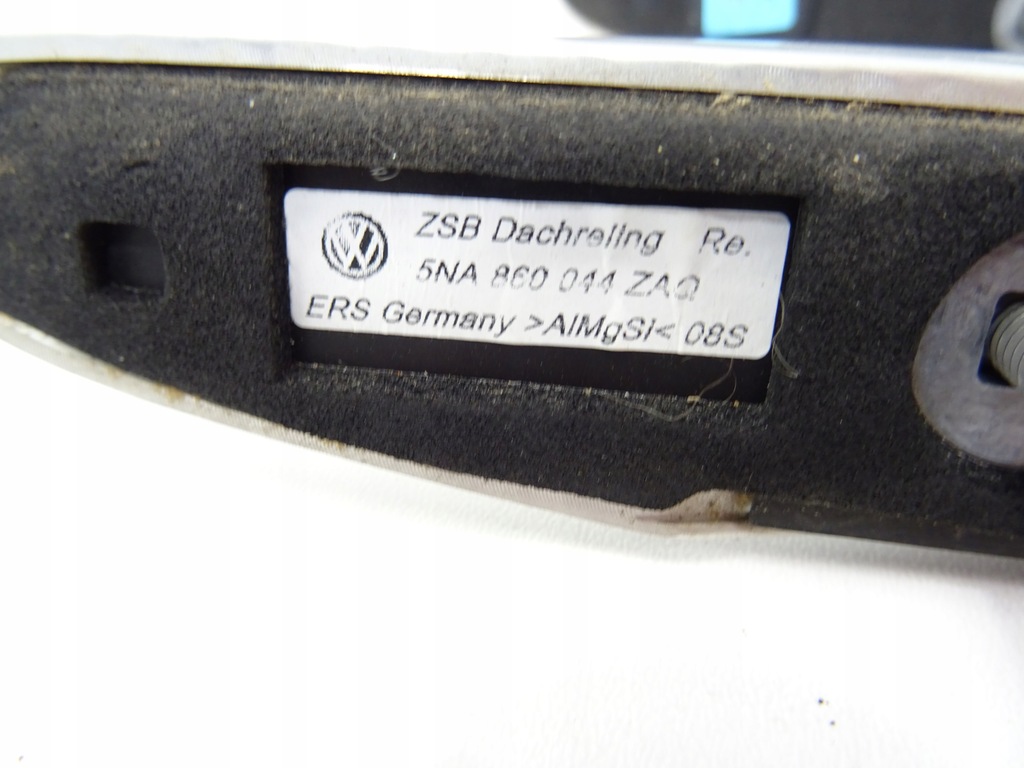 ZSB Dachreling Re.
5NA 860 044 ZAQ
ERS Germany >AlMgSi< 08S